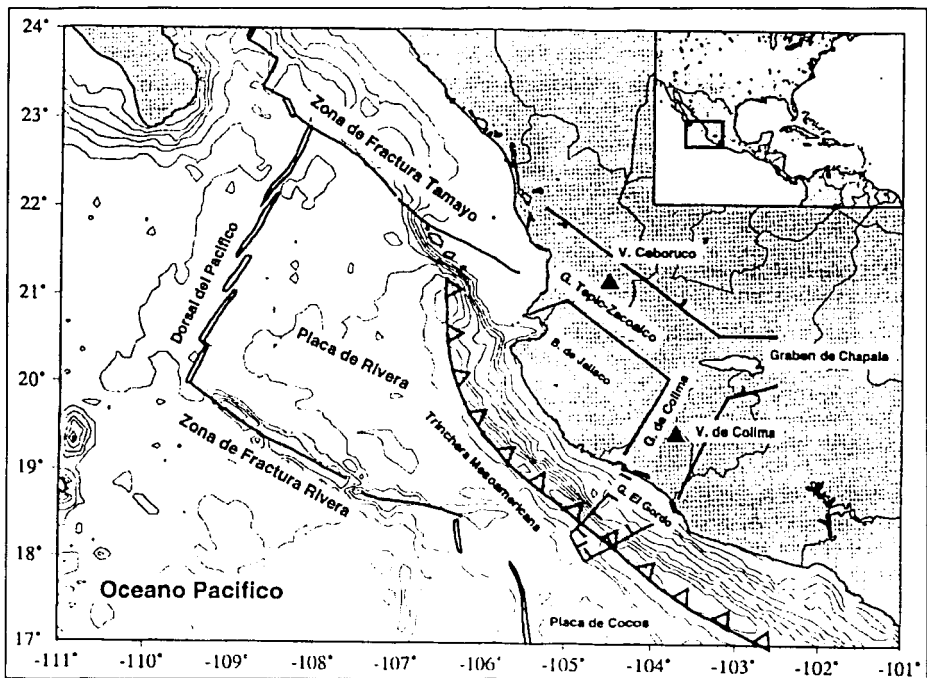 24°
23°
22°
21°
20°
19°
18°
17°
-111°
-110°
-109°
-108°
-107°
-106°
-105°
-104°
-103°
-102°
-101°
Zona de Fractura Tamayo
Dorsal del Pacífico
Placa de Rivera
Zona de Fractura Rivera
Trinchera Mesoamericana
Oceano Pacífico
Placa de Cocos
V. Ceboruco
G. Tepic-Zacoalco
B. de Jalisco
Graben de Chapala
G. de Colima
V. de Colima
G. El Gordo